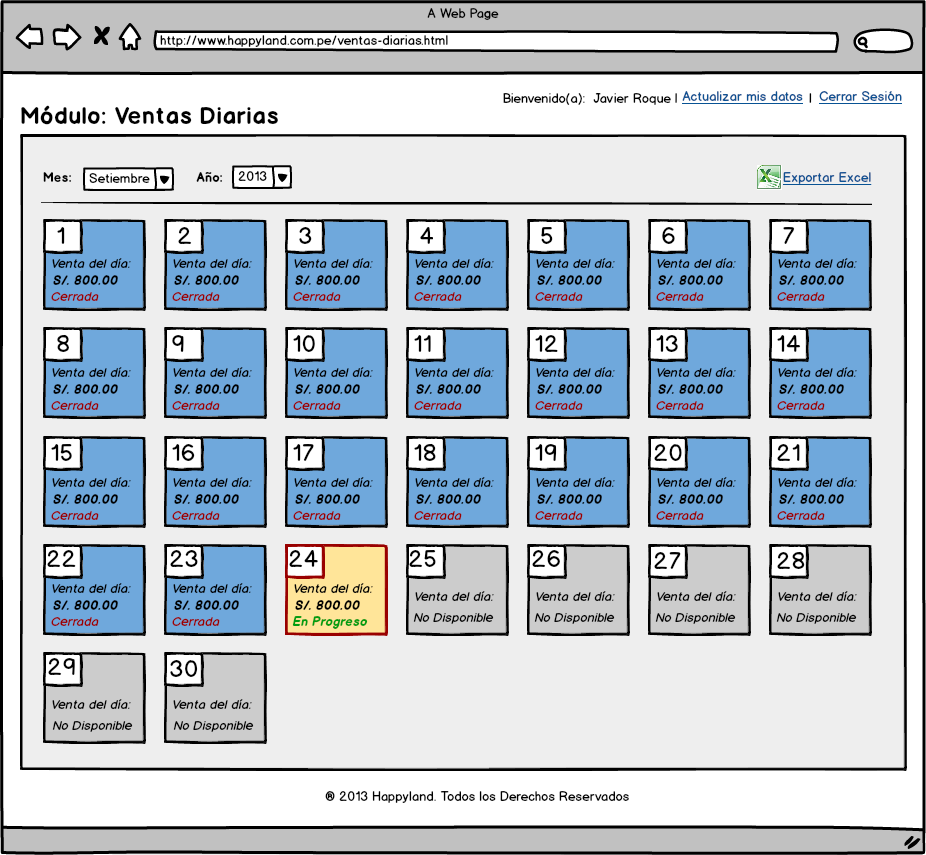 A Web Page
http://www.happyland.com.pe/ventas-diarias.html
Bienvenido(a): Javier Roque | Actualizar mis datos | Cerrar Sesión
Módulo: Ventas Diarias
Mes: Setiembre Año: 2013 Exportar Excel
1 2 3 4 5 6 7
Venta del día: Venta del día: Venta del día: Venta del día: Venta del día: Venta del día: Venta del día:
S/. 800.00 S/. 800.00 S/. 800.00 S/. 800.00 S/. 800.00 S/. 800.00 S/. 800.00
Cerrada Cerrada Cerrada Cerrada Cerrada Cerrada Cerrada
8 9 10 11 12 13 14
Venta del día: Venta del día: Venta del día: Venta del día: Venta del día: Venta del día: Venta del día:
S/. 800.00 S/. 800.00 S/. 800.00 S/. 800.00 S/. 800.00 S/. 800.00 S/. 800.00
Cerrada Cerrada Cerrada Cerrada Cerrada Cerrada Cerrada
15 16 17 18 19 20 21
Venta del día: Venta del día: Venta del día: Venta del día: Venta del día: Venta del día: Venta del día:
S/. 800.00 S/. 800.00 S/. 800.00 S/. 800.00 S/. 800.00 S/. 800.00 S/. 800.00
Cerrada Cerrada Cerrada Cerrada Cerrada Cerrada Cerrada
22 23 24 25 26 27 28
Venta del día: Venta del día: Venta del día: Venta del día: Venta del día: Venta del día: Venta del día:
S/. 800.00 S/. 800.00 S/. 800.00 No Disponible No Disponible No Disponible No Disponible
Cerrada Cerrada En Progreso
29 30
Venta del día: Venta del día:
No Disponible No Disponible
® 2013 Happyland. Todos los Derechos Reservados